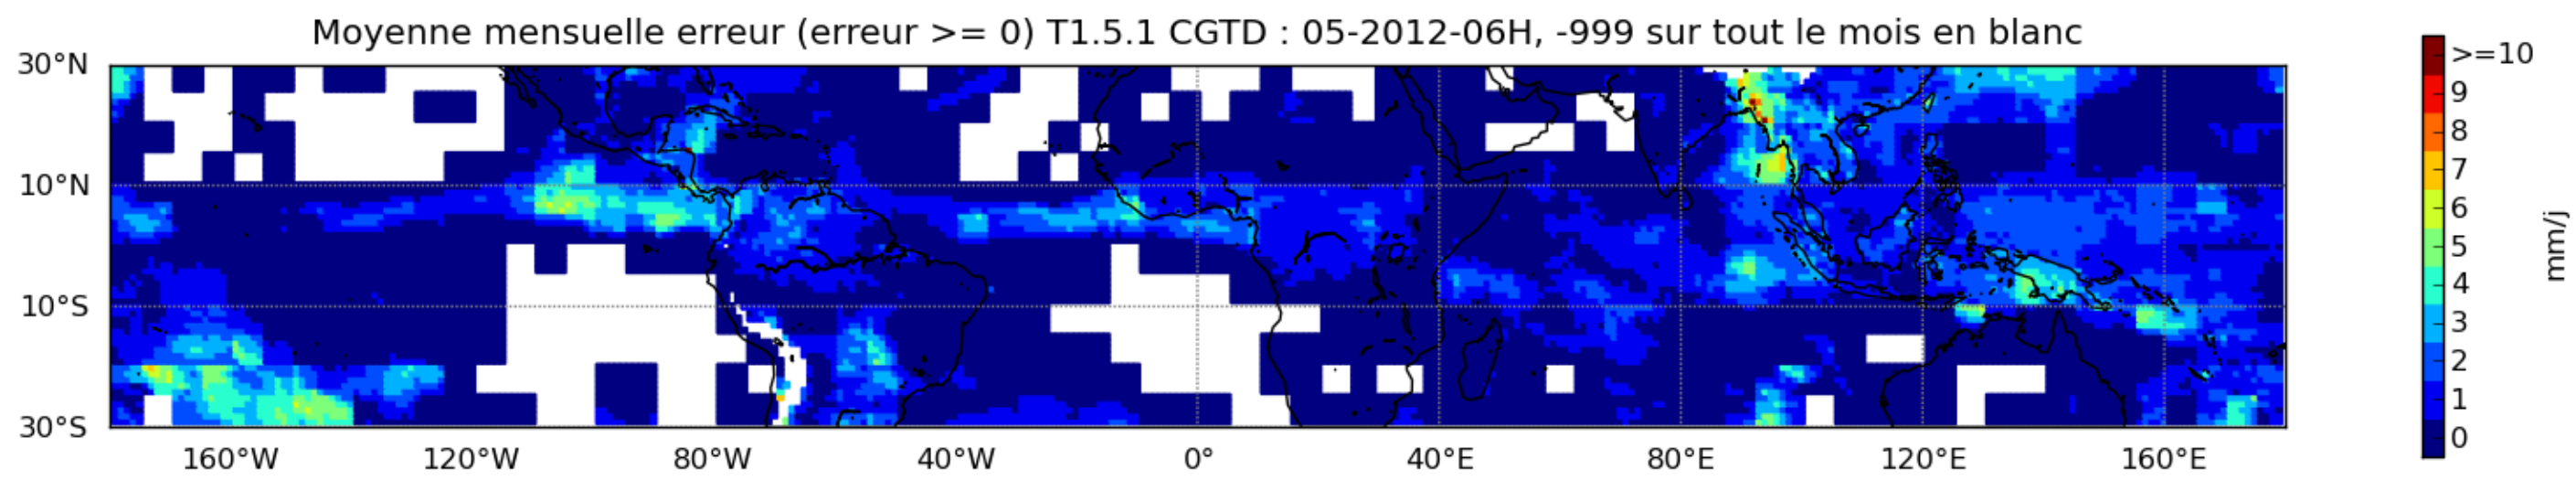 Moyenne mensuelle erreur (erreur >= 0) T1.5.1 CGTD : 05-2012-06H, -999 sur tout le mois en blanc
30°N
10°N
10°S
30°S
160°W 120°W 80°W 40°W 0° 40°E 80°E 120°E 160°E
>=10
9
8
7
6
5
4
3
2
1
0
mm/j